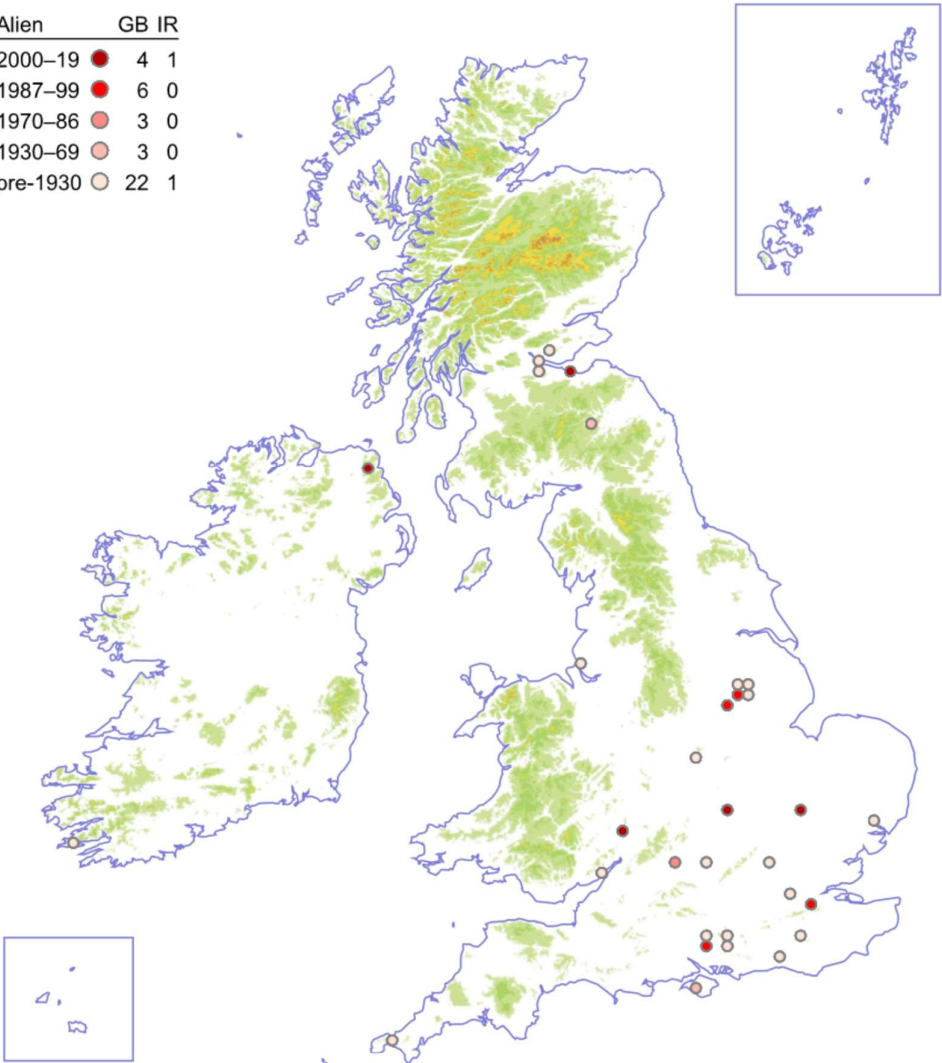 Alien GB IR
2000–19 4 1
1987–99 6 0
1970–86 3 0
1930–69 3 0
pre-1930 22 1